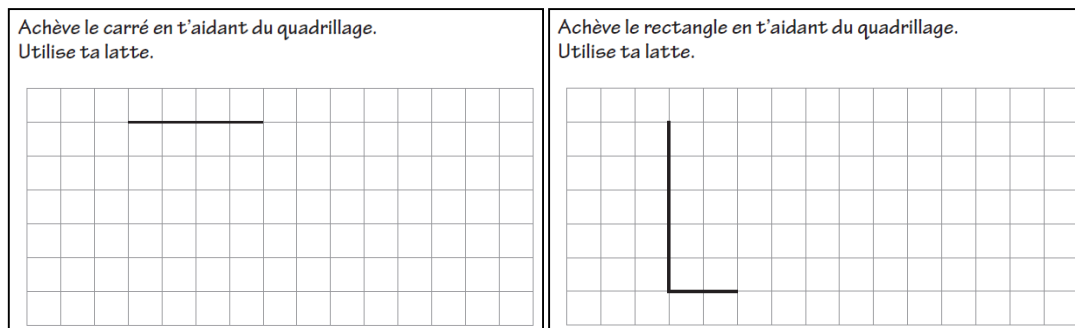 Achève le carré en t'aidant du quadrillage.
Utilise ta latte.
Achève le rectangle en t'aidant du quadrillage.
Utilise ta latte.